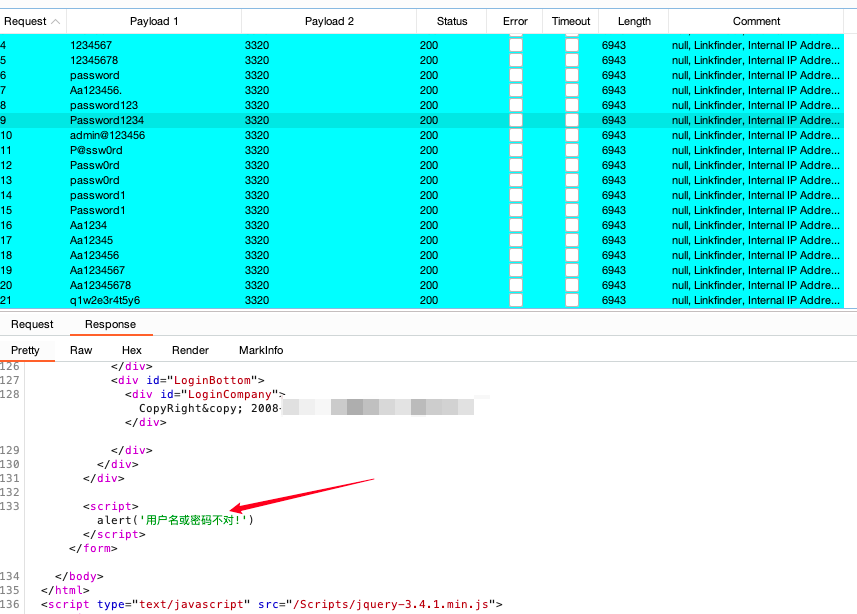 Request Payload 1 Payload 2 Status Error Timeout Length Comment
4 1234567 3320 200 6943 null, Linkfinder, Internal IP Addre...
5 12345678 3320 200 6943 null, Linkfinder, Internal IP Addre...
6 password 3320 200 6943 null, Linkfinder, Internal IP Addre...
7 Aa123456. 3320 200 6943 null, Linkfinder, Internal IP Addre...
8 password123 3320 200 6943 null, Linkfinder, Internal IP Addre...
9 Password1234 3320 200 6943 null, Linkfinder, Internal IP Addre...
10 admin@123456 3320 200 6943 null, Linkfinder, Internal IP Addre...
11 P@ssw0rd 3320 200 6943 null, Linkfinder, Internal IP Addre...
12 Passw0rd 3320 200 6943 null, Linkfinder, Internal IP Addre...
13 passw0rd 3320 200 6943 null, Linkfinder, Internal IP Addre...
14 password1 3320 200 6943 null, Linkfinder, Internal IP Addre...
15 Password1 3320 200 6943 null, Linkfinder, Internal IP Addre...
16 Aa1234 3320 200 6943 null, Linkfinder, Internal IP Addre...
17 Aa12345 3320 200 6943 null, Linkfinder, Internal IP Addre...
18 Aa123456 3320 200 6943 null, Linkfinder, Internal IP Addre...
19 Aa1234567 3320 200 6943 null, Linkfinder, Internal IP Addre...
20 Aa12345678 3320 200 6943 null, Linkfinder, Internal IP Addre...
21 q1w2e3r4t5y6 3320 200 6943 null, Linkfinder, Internal IP Addre...
Request Response
Pretty Raw Hex Render MarkInfo
126 </div>
127 <div id="LoginBottom">
128 <div id="LoginCompany">
CopyRight&copy; 2008-
</div>
129 </div>
130 </div>
131 </div>
132
133 <script>
alert('用户名或密码不对!')
</script>
</form>
134 </body>
135 </html>
136 <script type="text/javascript" src="/Scripts/jquery-3.4.1.min.js">